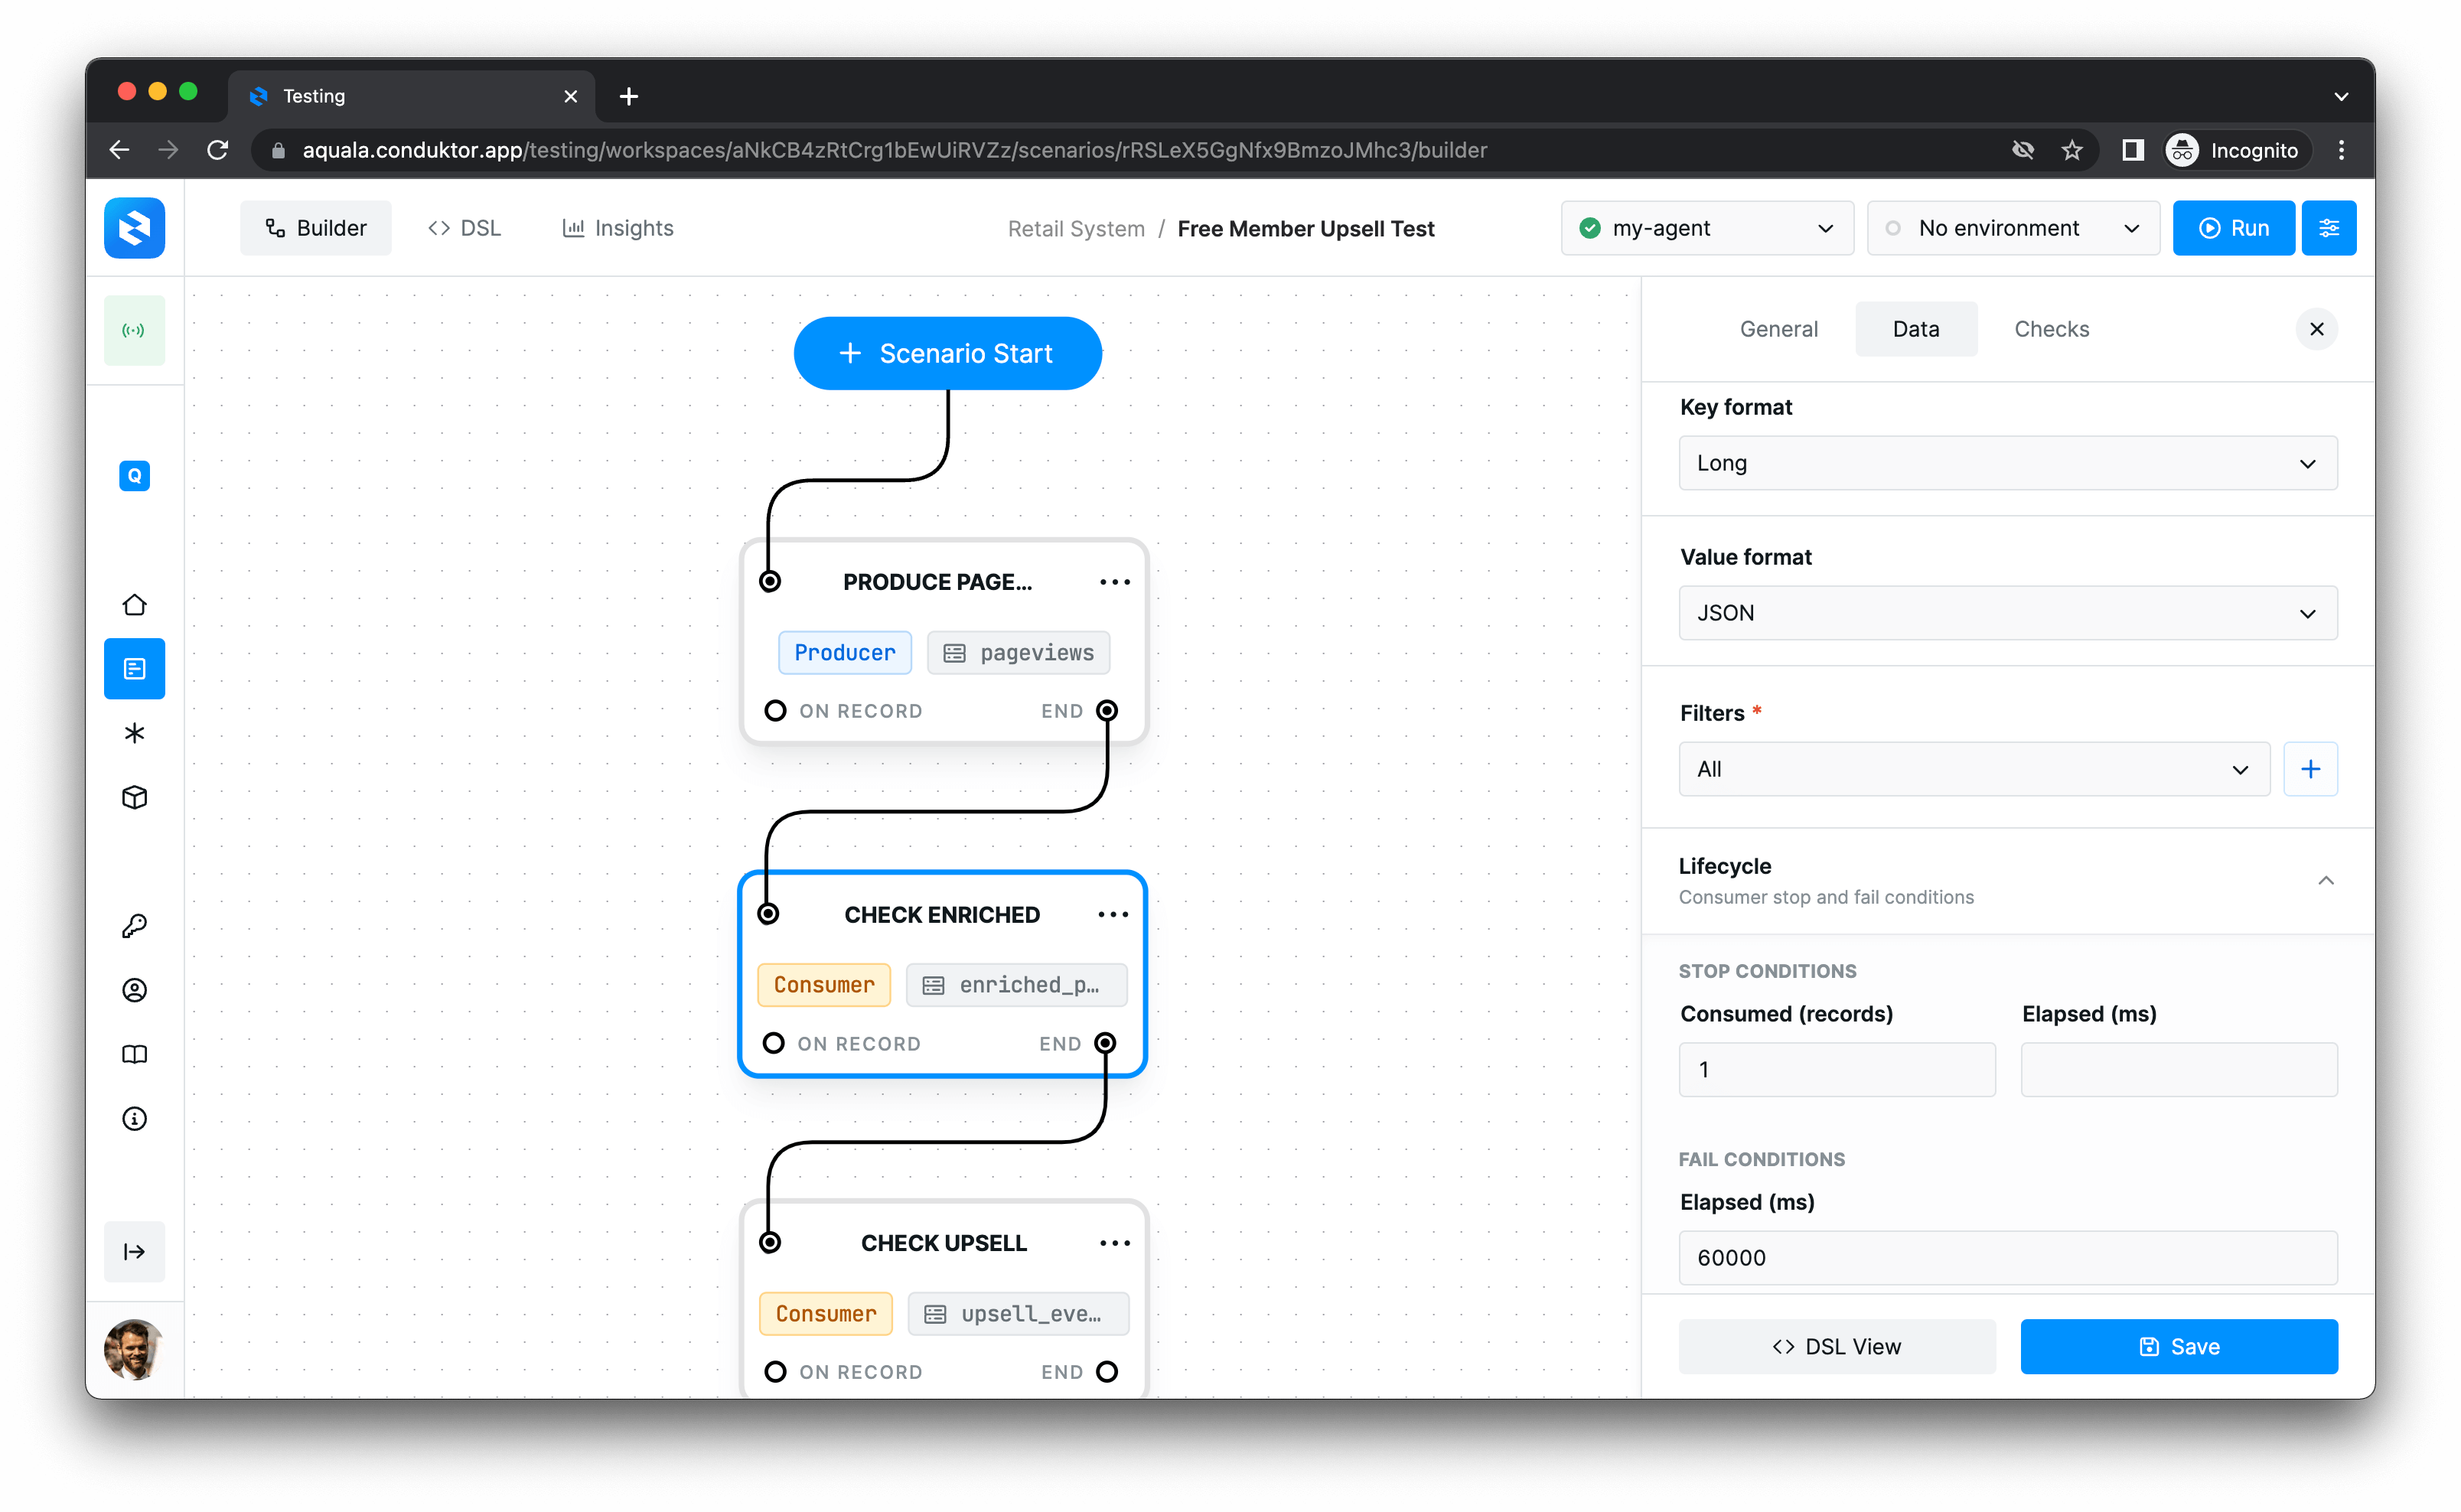 Testing
aquala.conduktor.app/testing/workspaces/aNkCB4zRtCrg1bEwUiRVZz/scenarios/rRSLeX5GgNfx9BmzoJMhc3/builder
Incognito
Builder
DSL
Insights
Retail System / Free Member Upsell Test
my-agent
No environment
Run
Q
Scenario Start
PRODUCE PAGE...
Producer
pageviews
ON RECORD
END
CHECK ENRICHED
Consumer
enriched_p...
ON RECORD
END
CHECK UPSELL
Consumer
upsell_eve...
ON RECORD
END
General
Data
Checks
Key format
Long
Value format
JSON
Filters *
All
Lifecycle
Consumer stop and fail conditions
STOP CONDITIONS
Consumed (records)
Elapsed (ms)
1
FAIL CONDITIONS
Elapsed (ms)
60000
DSL View
Save